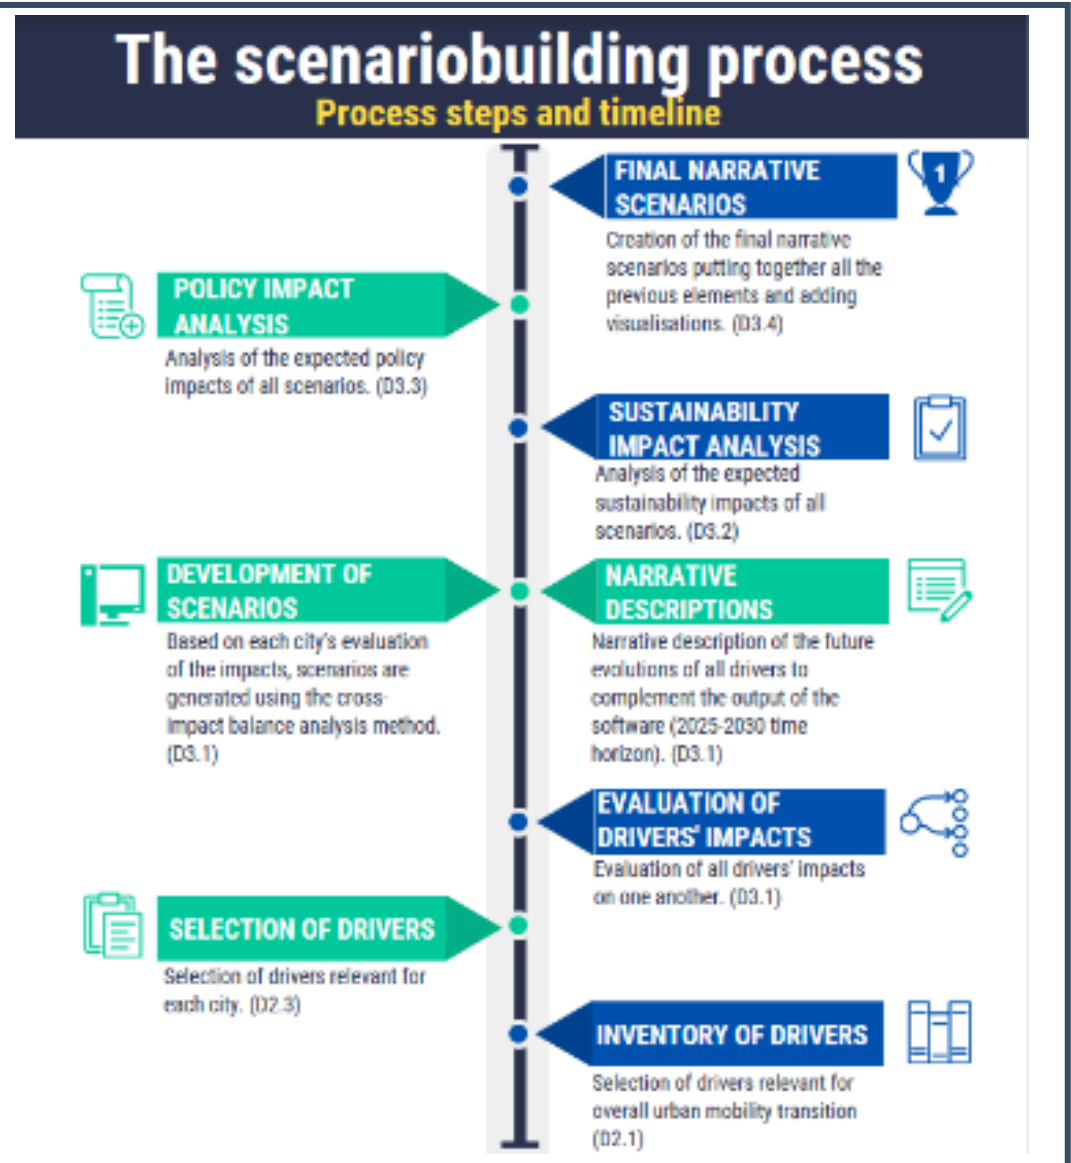 The scenariobuilding process
Process steps and timeline
FINAL NARRATIVE
SCENARIOS
1
Creation of the final narrative
scenarios putting together all the
previous elements and adding
visualisations. (D3.4)
POLICY IMPACT
ANALYSIS
Analysis of the expected policy
impacts of all scenarios. (D3.3)
SUSTAINABILITY
IMPACT ANALYSIS
Analysis of the expected
sustainability impacts of all
scenarios. (D3.2)
DEVELOPMENT OF
SCENARIOS
Based on each city's evaluation
of the impacts, scenarios are
generated using the cross-
impact balance analysis method.
(D3.1)
NARRATIVE
DESCRIPTIONS
Narrative description of the future
evolutions of all drivers to
complement the output of the
software (2025-2030 time
horizon). (D3.1)
EVALUATION OF
DRIVERS' IMPACTS
Evaluation of all drivers' impacts
on one another. (D3.1)
SELECTION OF DRIVERS
Selection of drivers relevant for
each city. (D2.3)
INVENTORY OF DRIVERS
Selection of drivers relevant for
overall urban mobility transition
(D2.1)